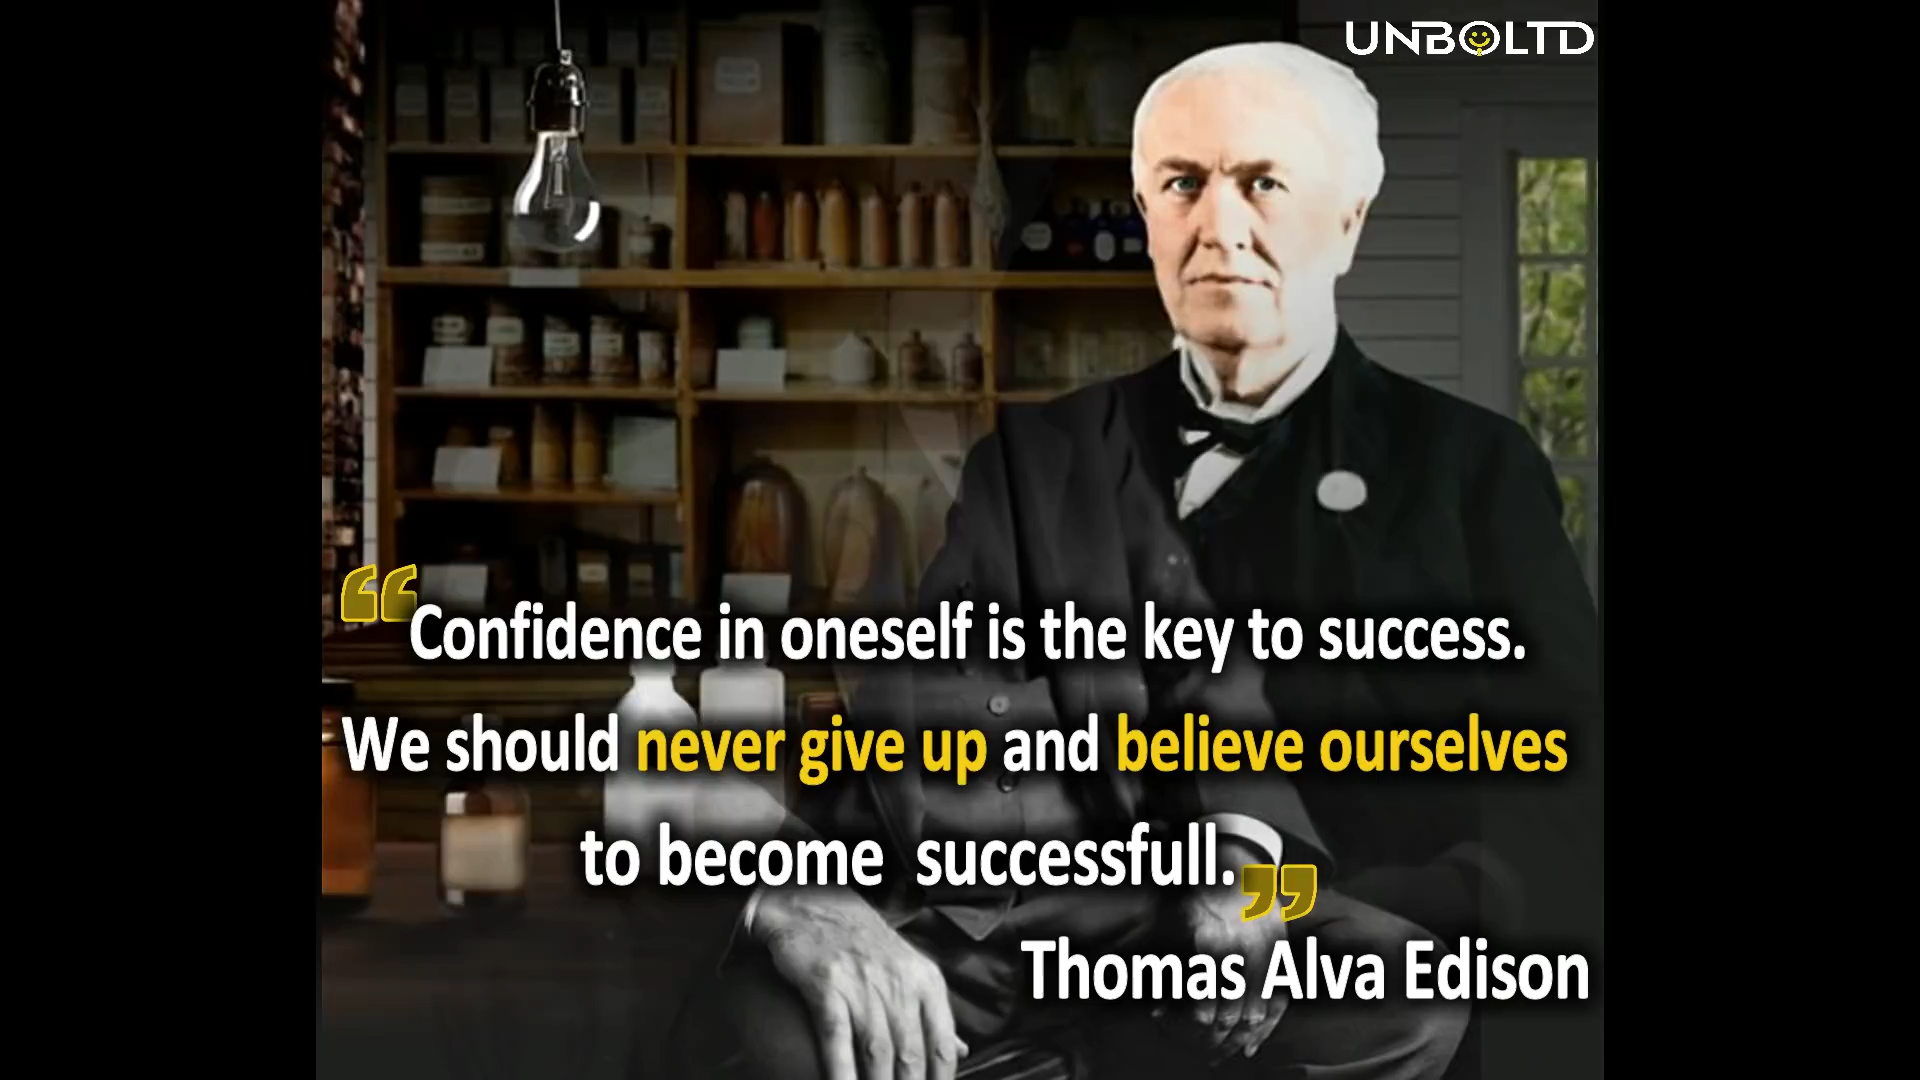 UNBOLTD
“Confidence in oneself is the key to success.
We should never give up and believe ourselves
to become successfull.”
Thomas Alva Edison